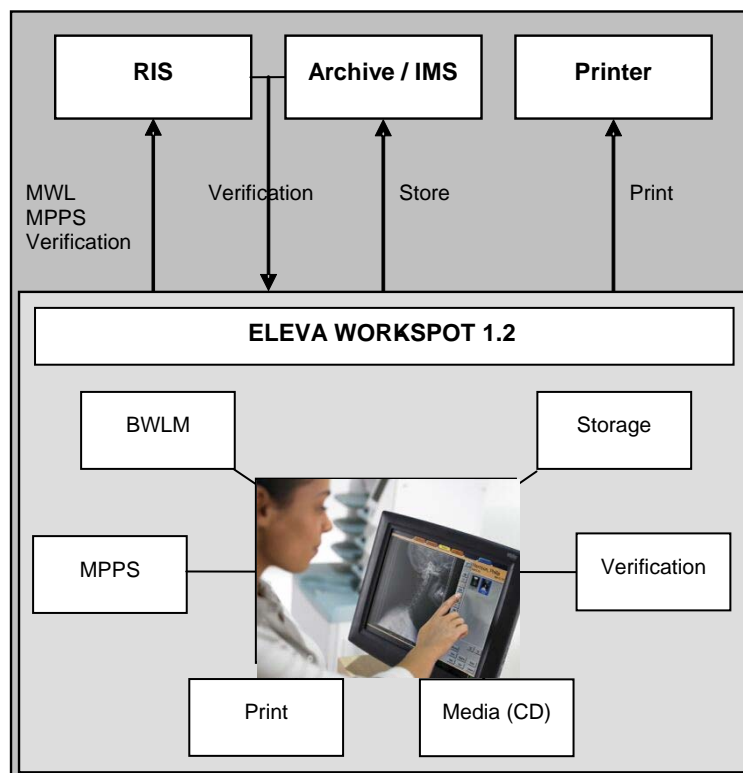 RIS
Archive / IMS
Printer
MWL
MPPS
Verification
Verification
Store
Print
ELEVA WORKSPOT 1.2
BWLM
Storage
MPPS
Verification
Print
Media (CD)